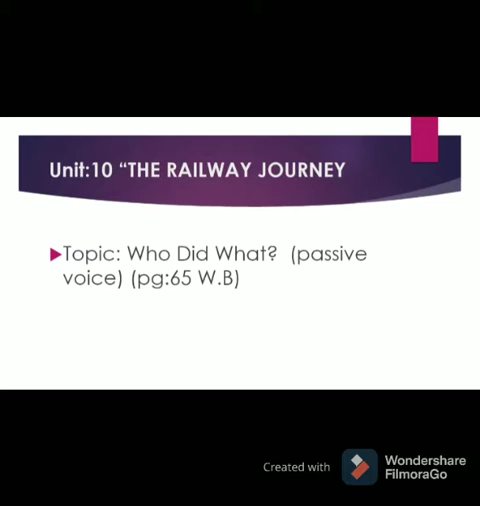 Unit:10 “THE RAILWAY JOURNEY
Topic: Who Did What?  (passive
voice) (pg:65 W.B)
Created with
Wondershare
FilmoraGo